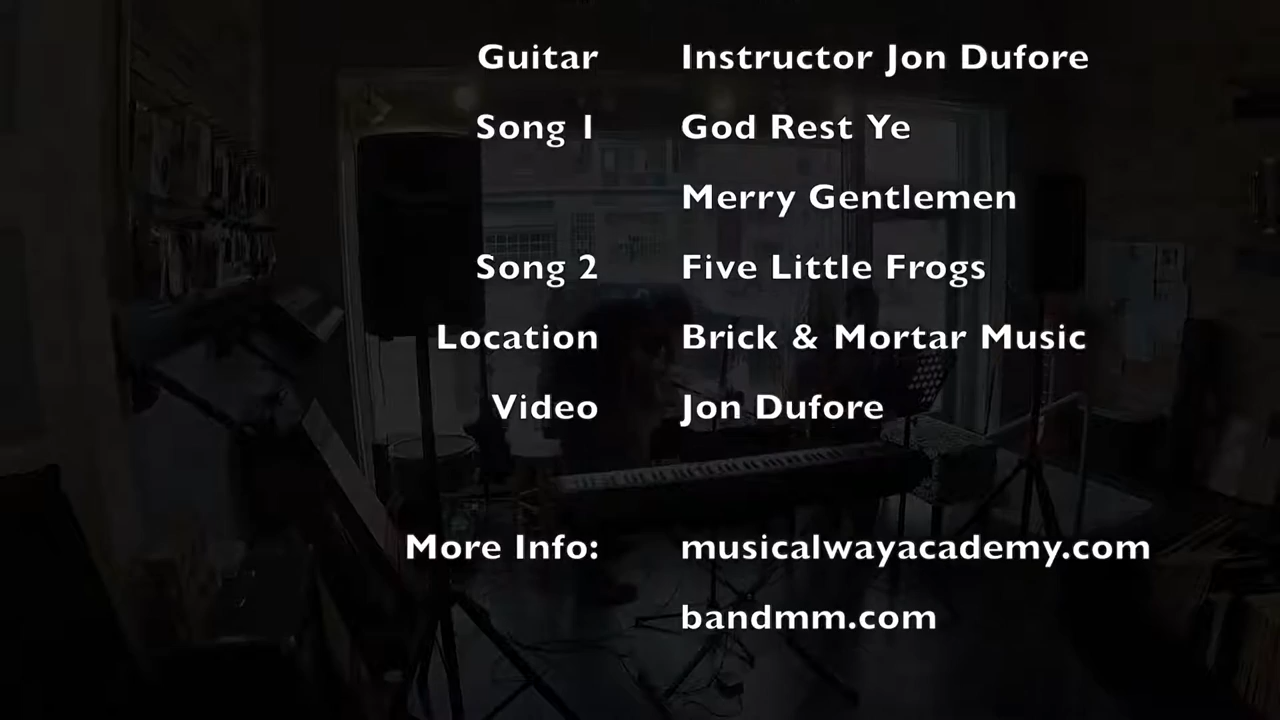 Guitar Instructor Jon Dufore
Song 1 God Rest Ye
Merry Gentlemen
Song 2 Five Little Frogs
Location Brick & Mortar Music
Video Jon Dufore
More Info: musicalwayacademy.com
bandmm.com